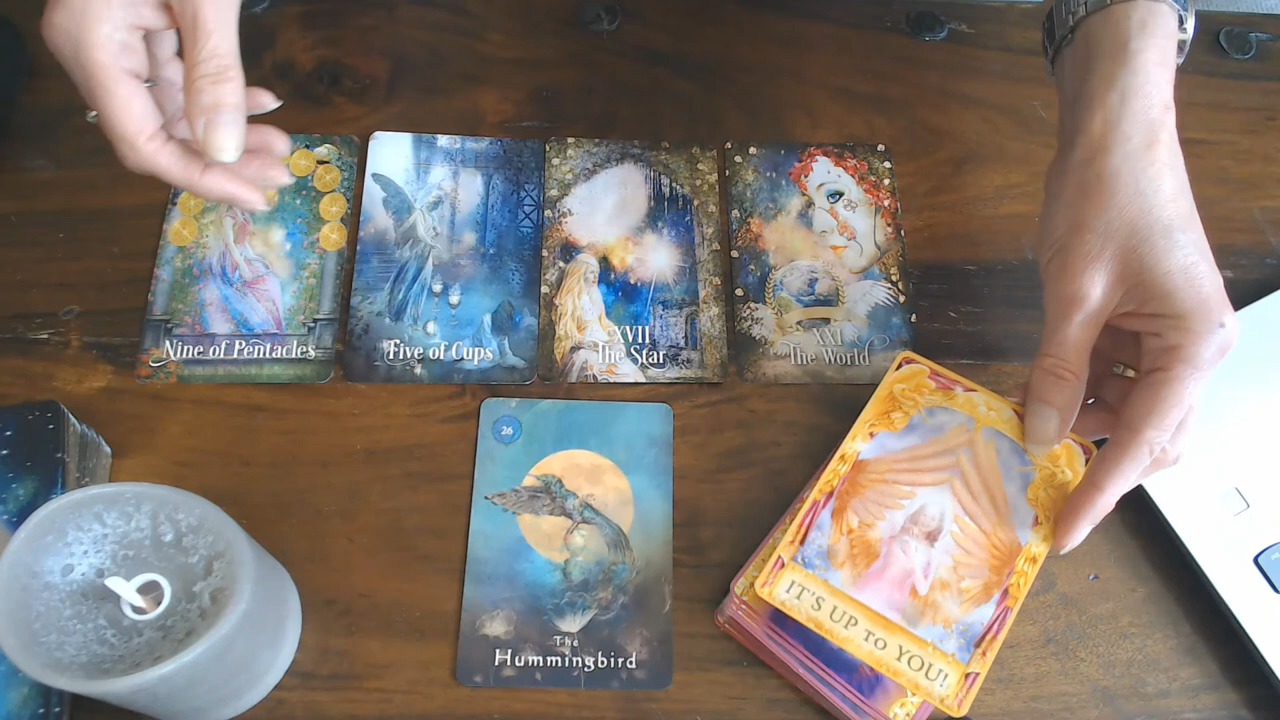 Nine of Pentacles
Five of Cups
XVII
The Star
XXI
The World
26
The
Hummingbird
IT'S UP to YOU!